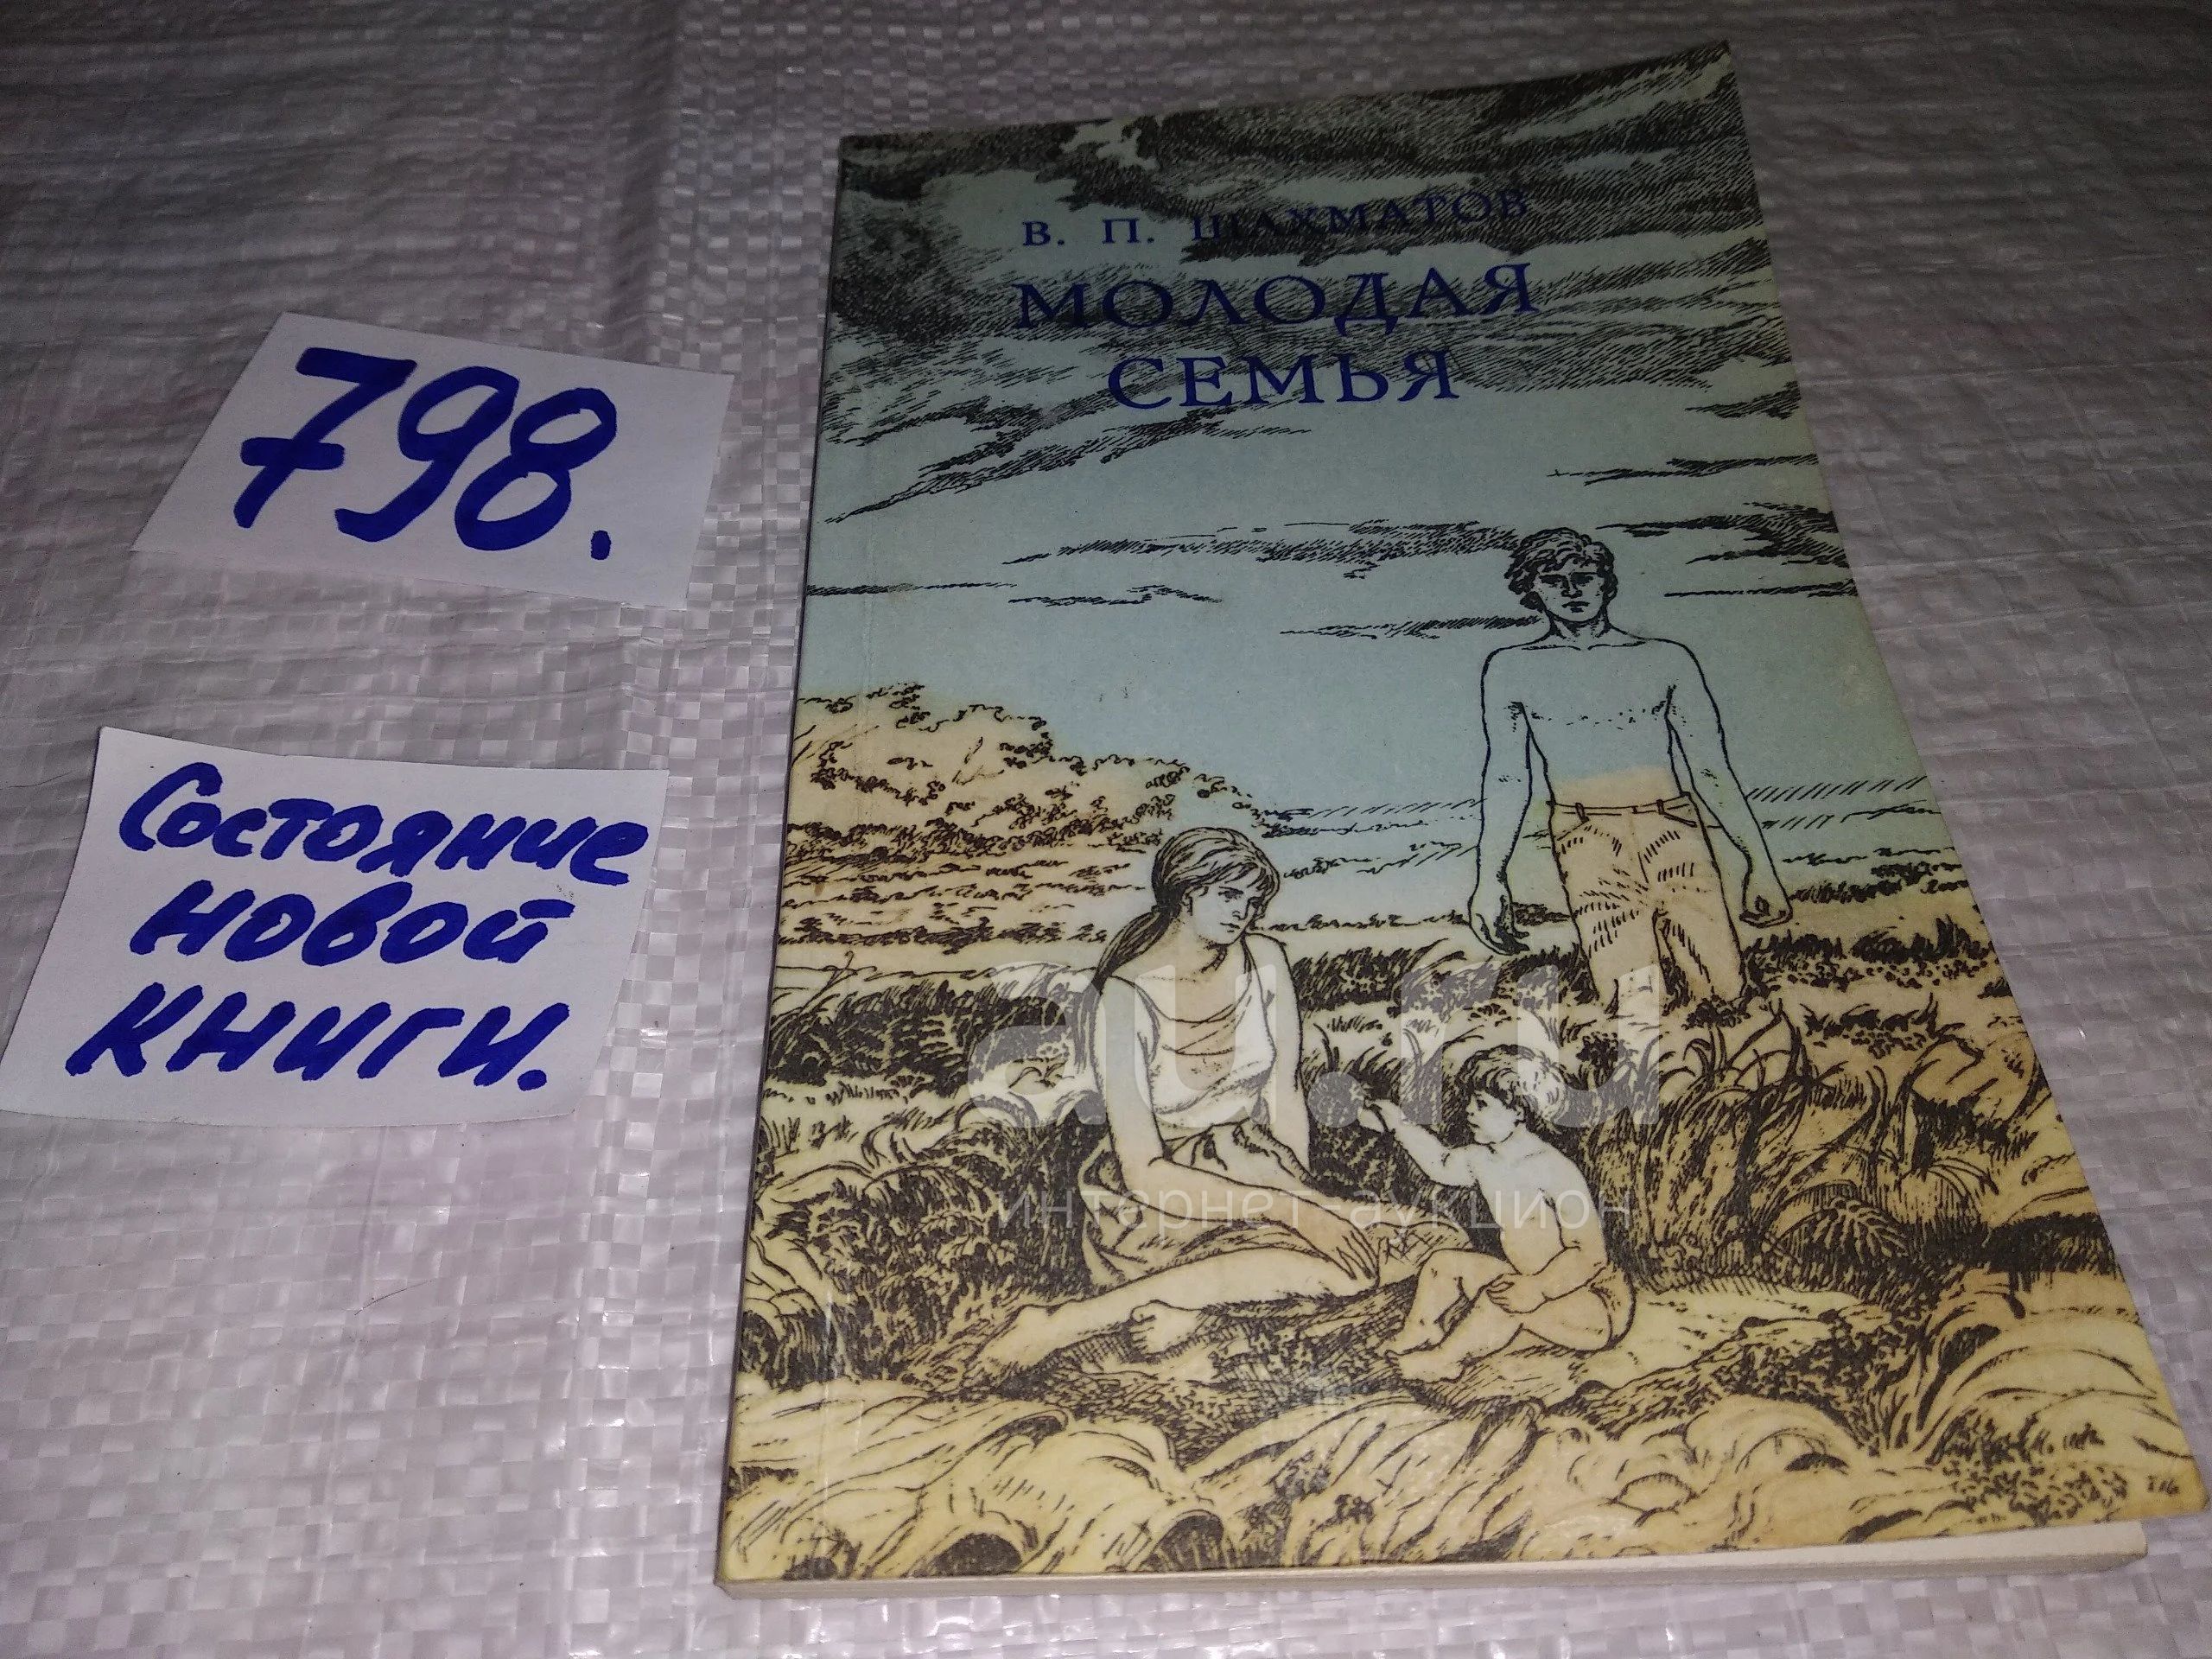 В. П. ШАХМАТОВ
МОЛОДАЯ
СЕМЬЯ
798.
Состояние
новой
книги.
au.ru
интернет-аукцион